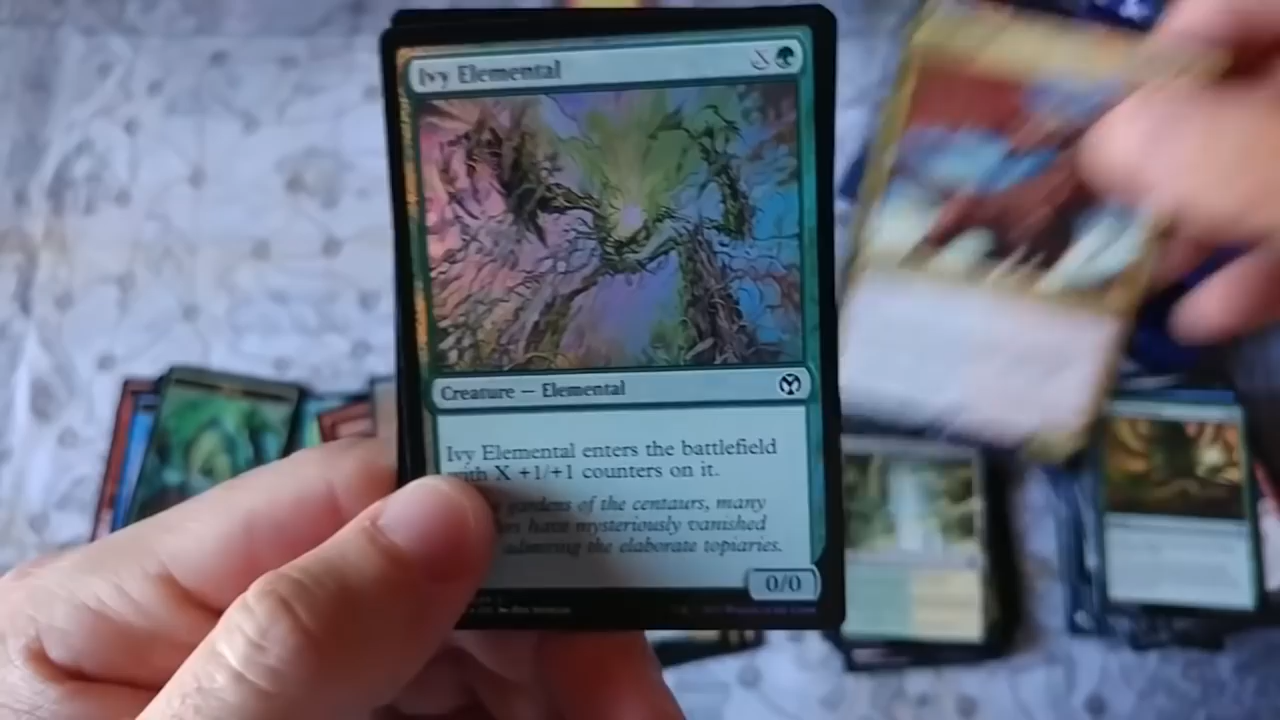 Ivy Elemental X
Creature — Elemental
Ivy Elemental enters the battlefield
with X +1/+1 counters on it.
gardens of the centaurs, many
have mysteriously vanished
admiring the elaborate topiaries.
0/0